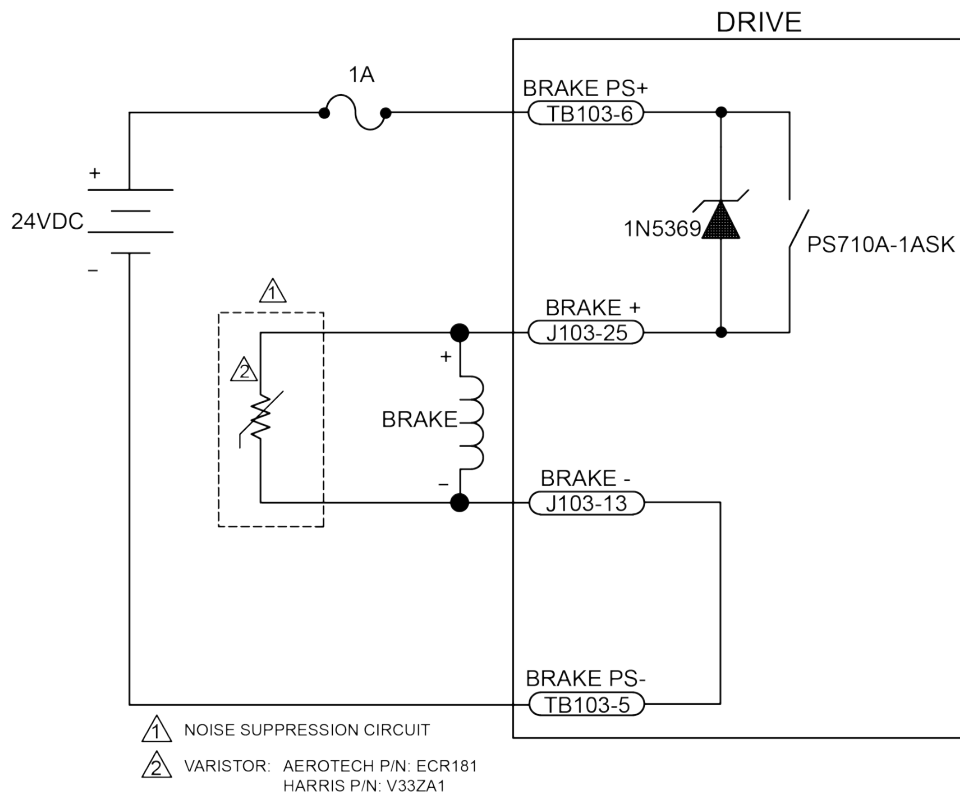 DRIVE
1A
BRAKE PS+
TB103-6
+
24VDC
−
1N5369
PS710A-1ASK
1
BRAKE +
J103-25
2
+
BRAKE
−
BRAKE -
J103-13
BRAKE PS-
TB103-5
1 NOISE SUPPRESSION CIRCUIT
2 VARISTOR: AEROTECH P/N: ECR181
HARRIS P/N: V33ZA1